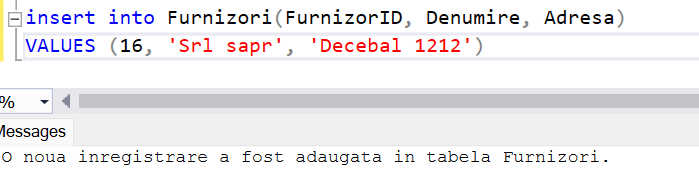 insert into Furnizori(FurnizorID, Denumire, Adresa)
VALUES (16, 'Srl sapr', 'Decebal 1212')
%
Messages
O noua inregistrare a fost adaugata in tabela Furnizori.